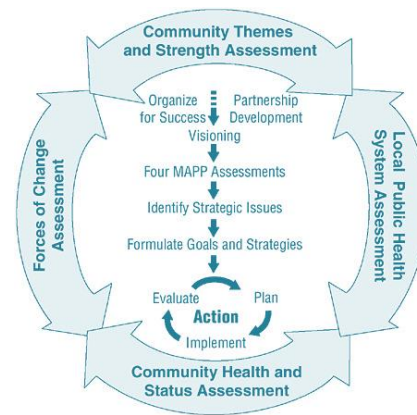 Community Themes
and Strength Assessment
Organize
for Success
Partnership
Development
Visioning
Four MAPP Assessments
Identify Strategic Issues
Formulate Goals and Strategies
Evaluate
Plan
Action
Implement
Forces of Change
Assessment
Local Public Health
System Assessment
Community Health and
Status Assessment